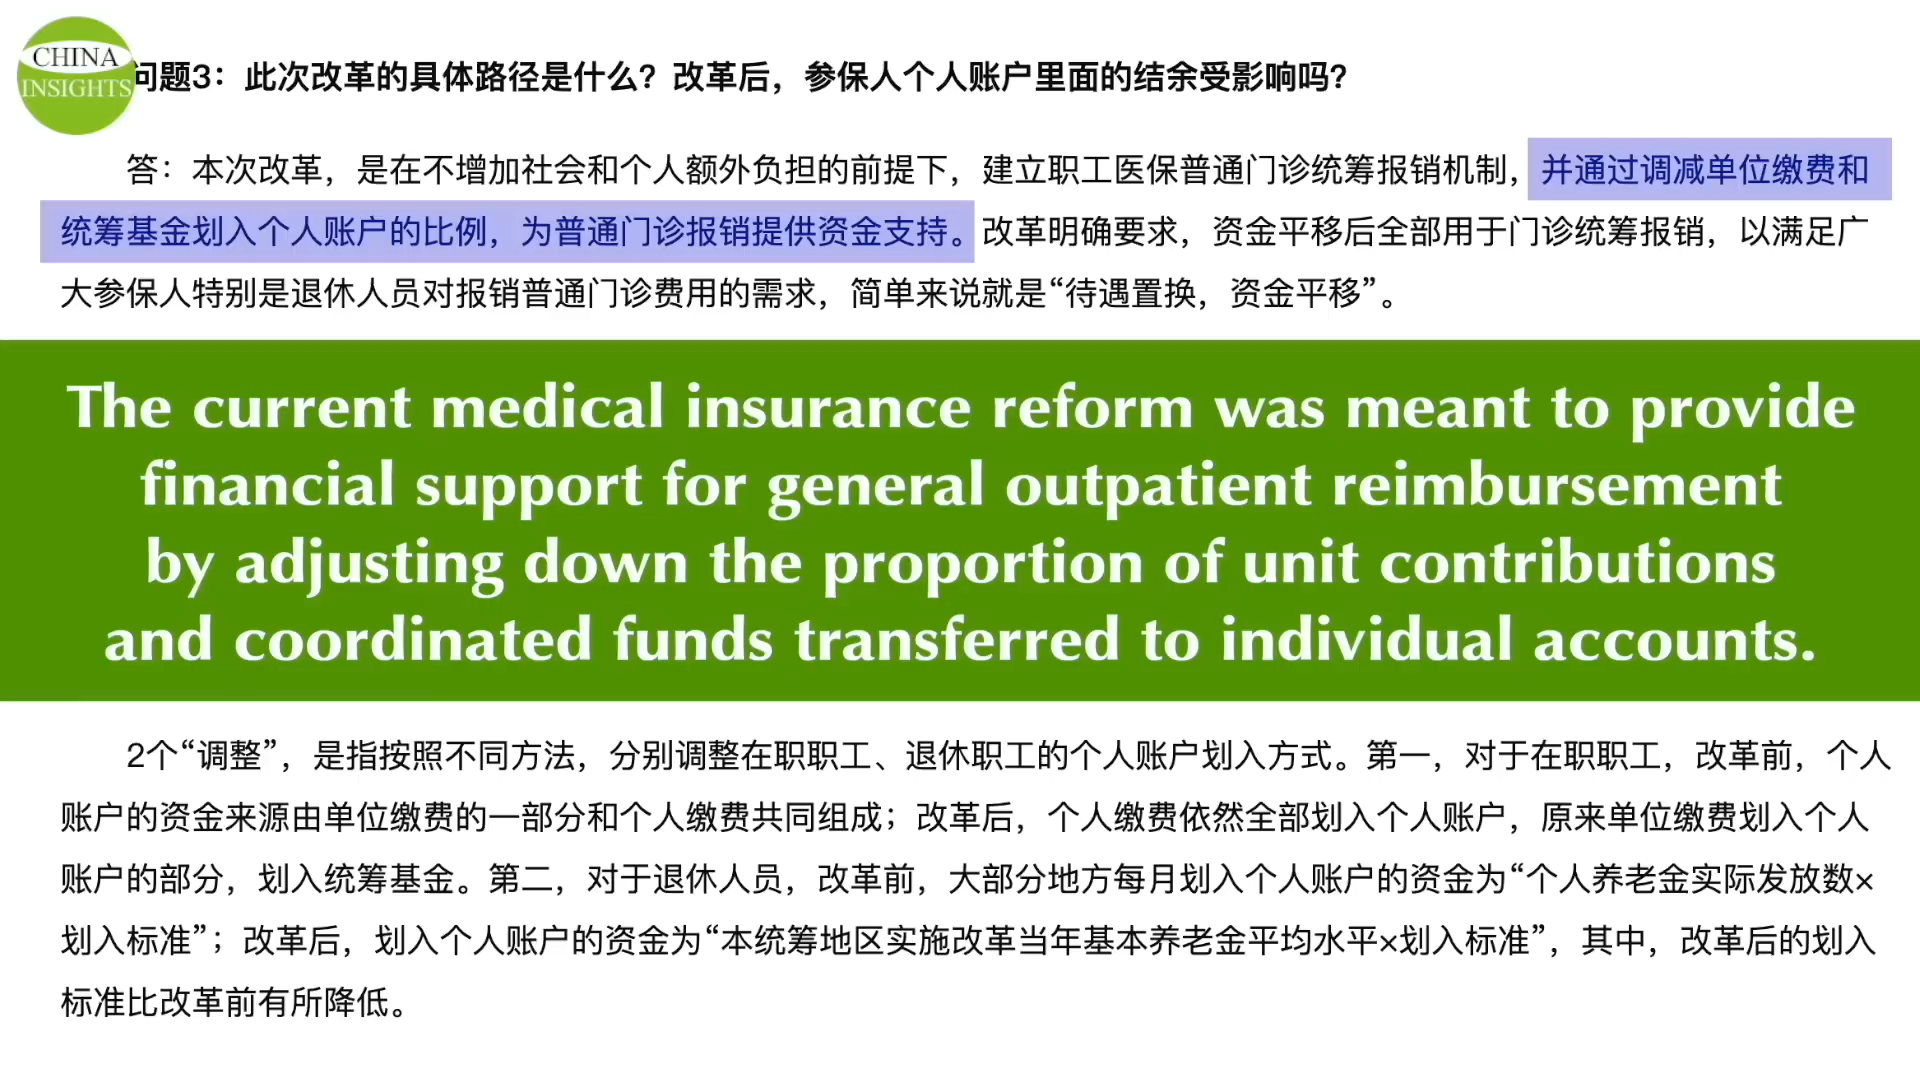 CHINA
INSIGHTS
问题3：此次改革的具体路径是什么？改革后，参保人个人账户里面的结余受影响吗？
答：本次改革，是在不增加社会和个人额外负担的前提下，建立职工医保普通门诊统筹报销机制，并通过调减单位缴费和
统筹基金划入个人账户的比例，为普通门诊报销提供资金支持。改革明确要求，资金平移后全部用于门诊统筹报销，以满足广
大参保人特别是退休人员对报销普通门诊费用的需求，简单来说就是“待遇置换，资金平移”。
The current medical insurance reform was meant to provide
financial support for general outpatient reimbursement
by adjusting down the proportion of unit contributions
and coordinated funds transferred to individual accounts.
2个“调整”，是指按照不同方法，分别调整在职职工、退休职工的个人账户划入方式。第一，对于在职职工，改革前，个人
账户的资金来源由单位缴费的一部分和个人缴费共同组成；改革后，个人缴费依然全部划入个人账户，原来单位缴费划入个人
账户的部分，划入统筹基金。第二，对于退休人员，改革前，大部分地方每月划入个人账户的资金为“个人养老金实际发放数×
划入标准”；改革后，划入个人账户的资金为“本统筹地区实施改革当年基本养老金平均水平×划入标准”，其中，改革后的划入
标准比改革前有所降低。